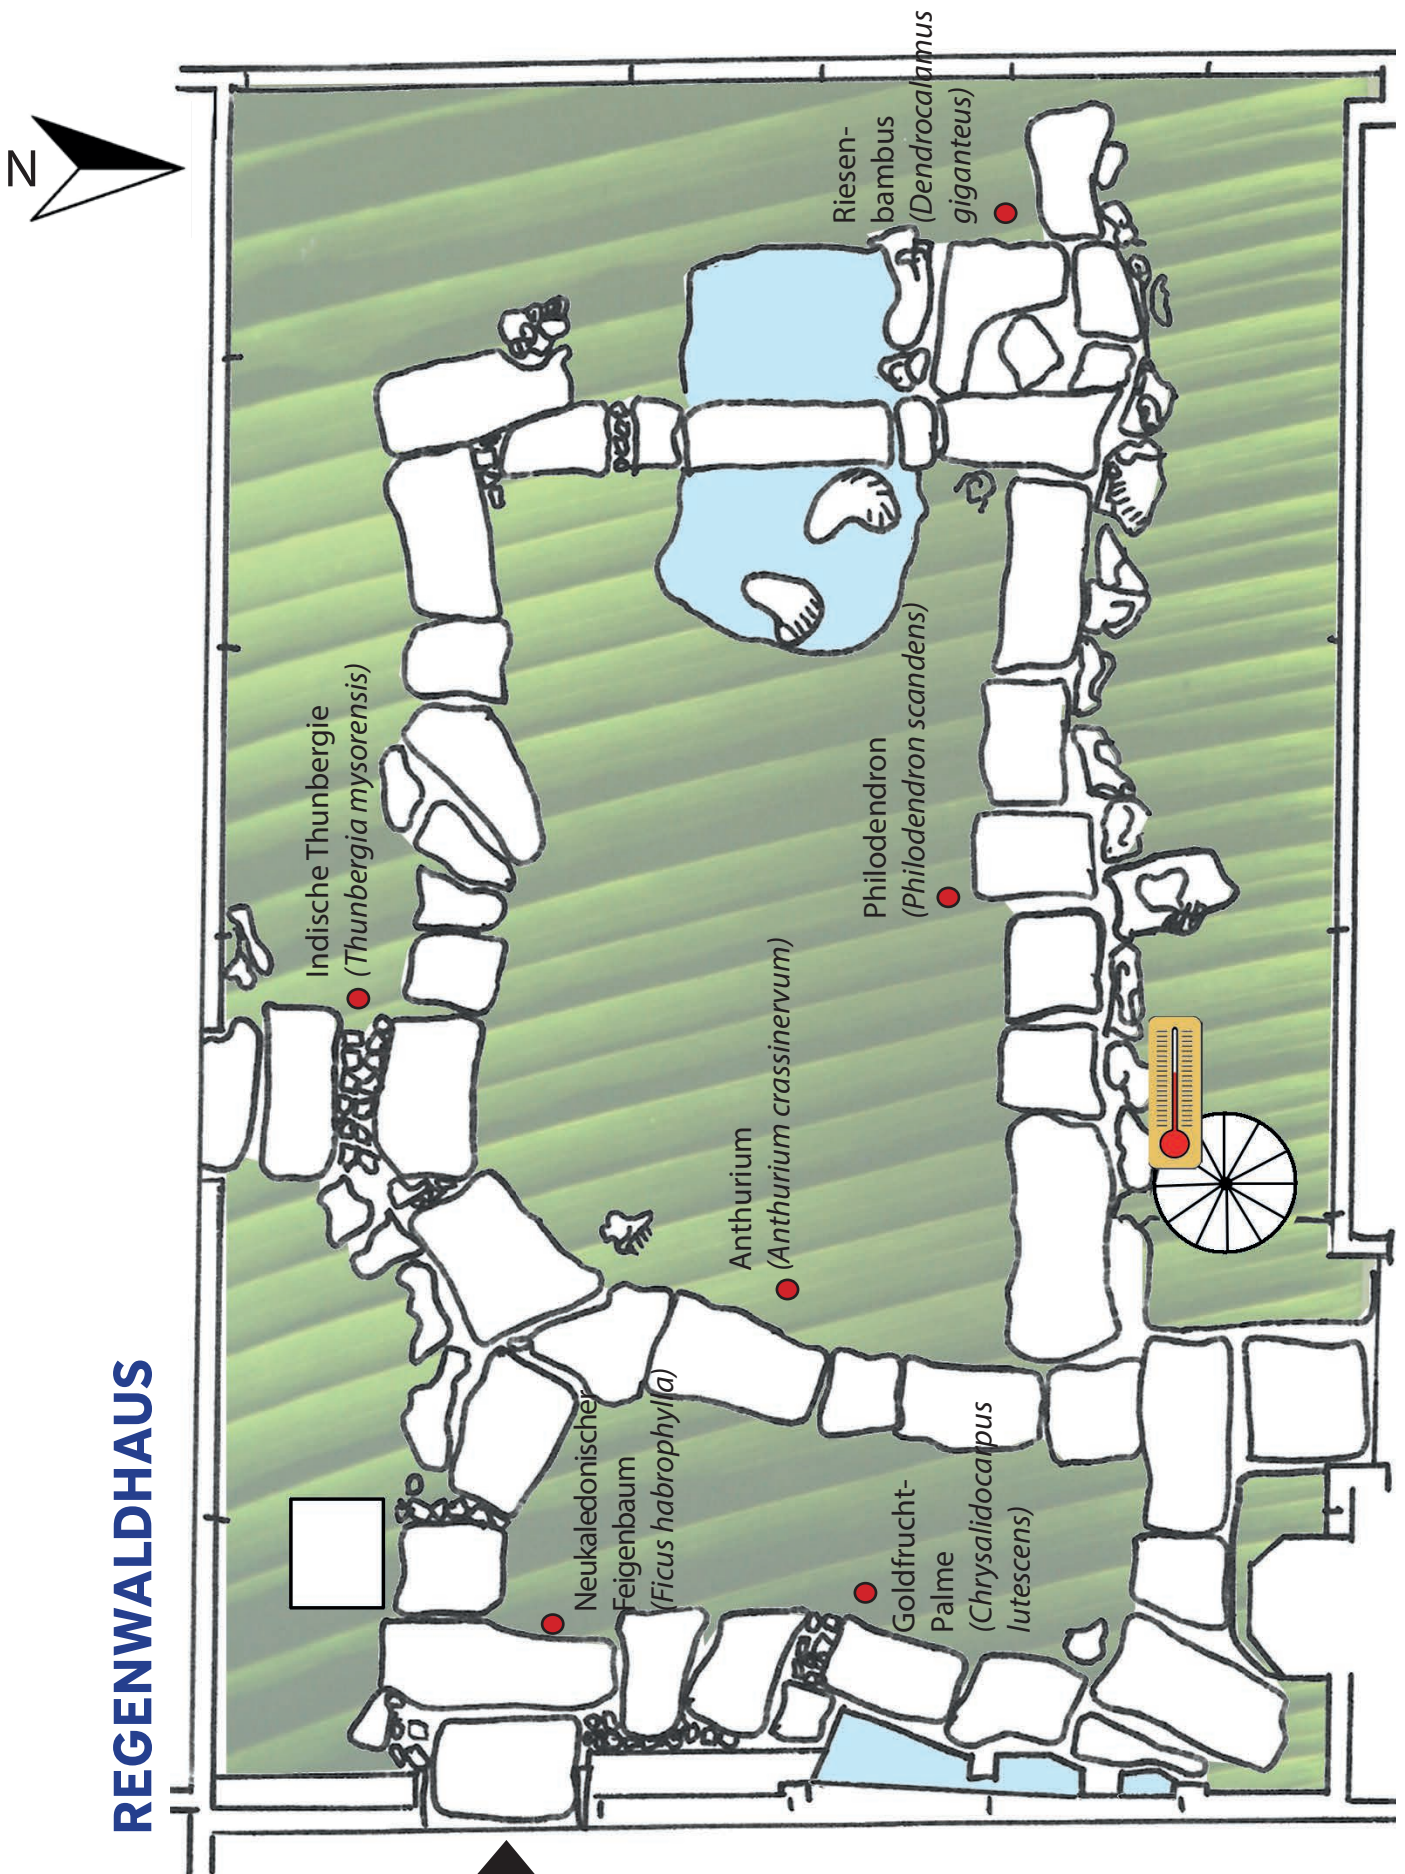 REGENWALDHAUS
N
Indische Thunbergie
(Thunbergia mysorensis)
Riesen-
bambus
(Dendrocalamus
giganteus)
Philodendron
(Philodendron scandens)
Anthurium
(Anthurium crassinervum)
Neukaledonischer
Feigenbaum
(Ficus habrophylla)
Goldfrucht-
Palme
(Chrysalidocarpus
lutescens)